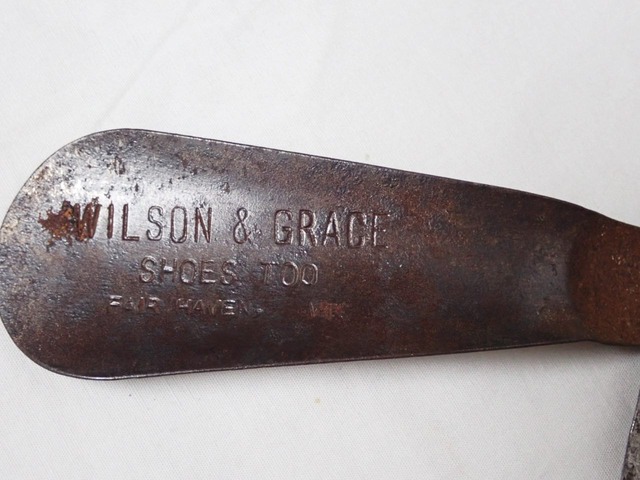 WILSON & GRACE
SHOES TOO
FAIR HAVEN,